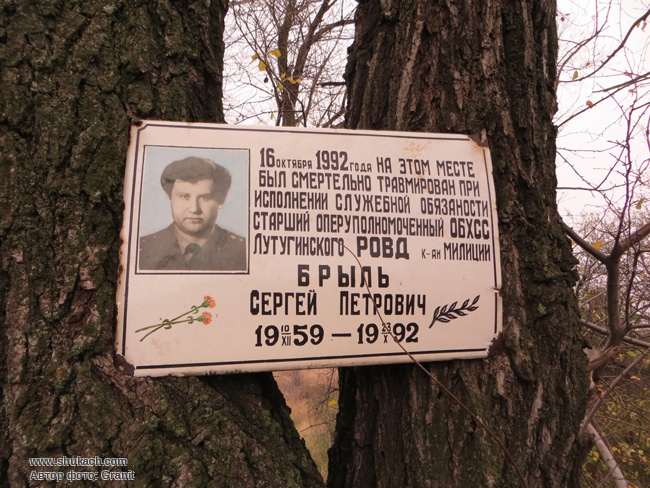 16 октября 1992 года НА ЭТОМ МЕСТЕ
БЫЛ СМЕРТЕЛЬНО ТРАВМИРОВАН ПРИ
ИСПОЛНЕНИИ СЛУЖЕБНОЙ ОБЯЗАНОСТИ
СТАРШИЙ ОПЕРУПОЛНОМОЧЕННЫЙ ОБХСС
ЛУТУГИНСКОГО РОВД к-ан МИЛИЦИИ
БРЫЛЬ
СЕРГЕЙ ПЕТРОВИЧ
19 10/XII 59 — 19 23/X 92
www.shukach.com
Автор фото: Granit